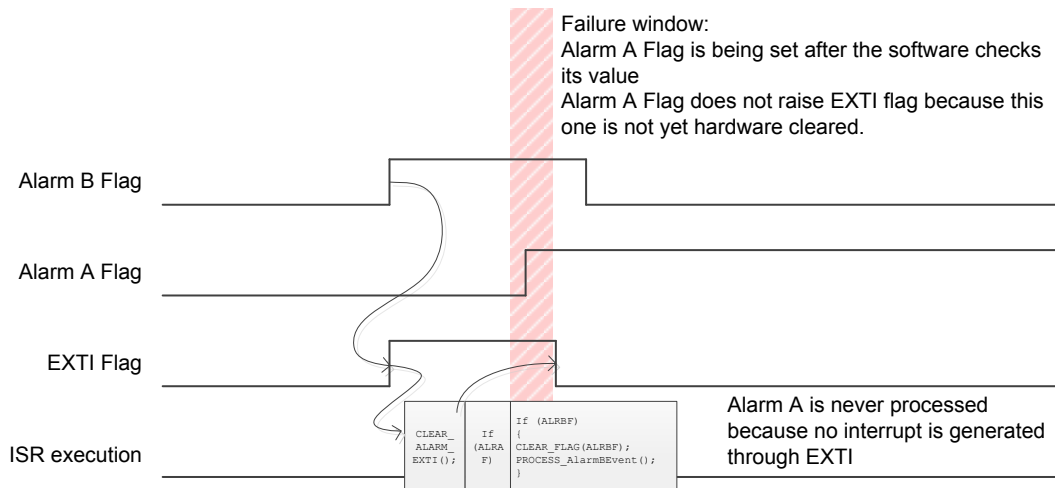 Failure window:
Alarm A Flag is being set after the software checks
its value
Alarm A Flag does not raise EXTI flag because this
one is not yet hardware cleared.
Alarm B Flag
Alarm A Flag
EXTI Flag
ISR execution
CLEAR_
ALARM_
EXTI();
If
(ALRA
F)
If (ALRBF)
{
CLEAR_FLAG(ALRBF);
PROCESS_AlarmBEvent();
}
Alarm A is never processed
because no interrupt is generated
through EXTI